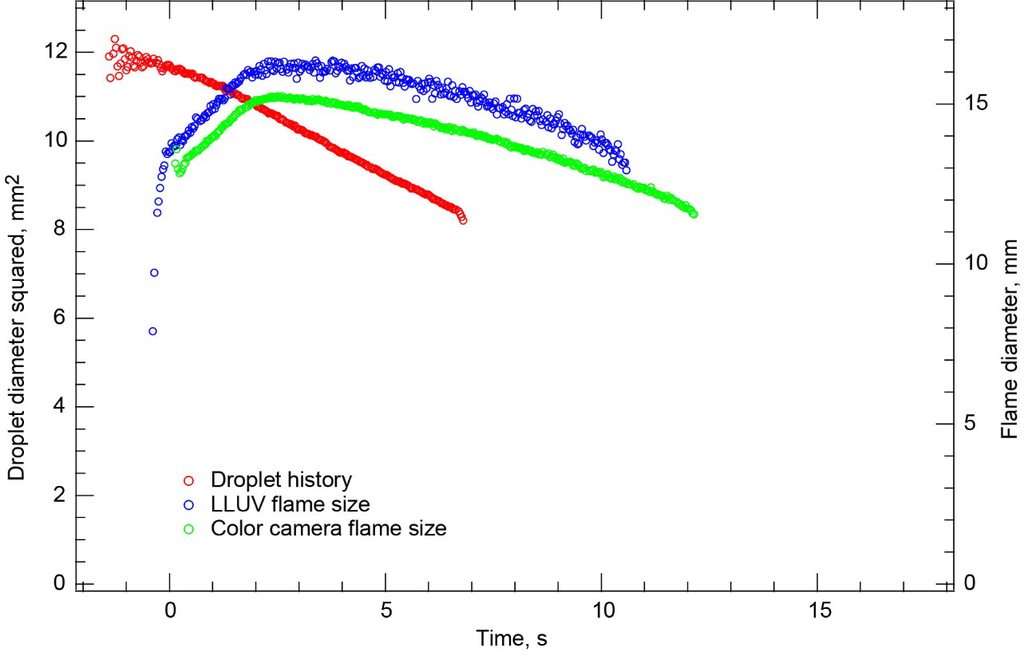 12
10
8
6
4
2
0
Droplet diameter squared, mm2
15
10
5
0
Flame diameter, mm
Droplet history
LLUV flame size
Color camera flame size
0 5 10 15
Time, s